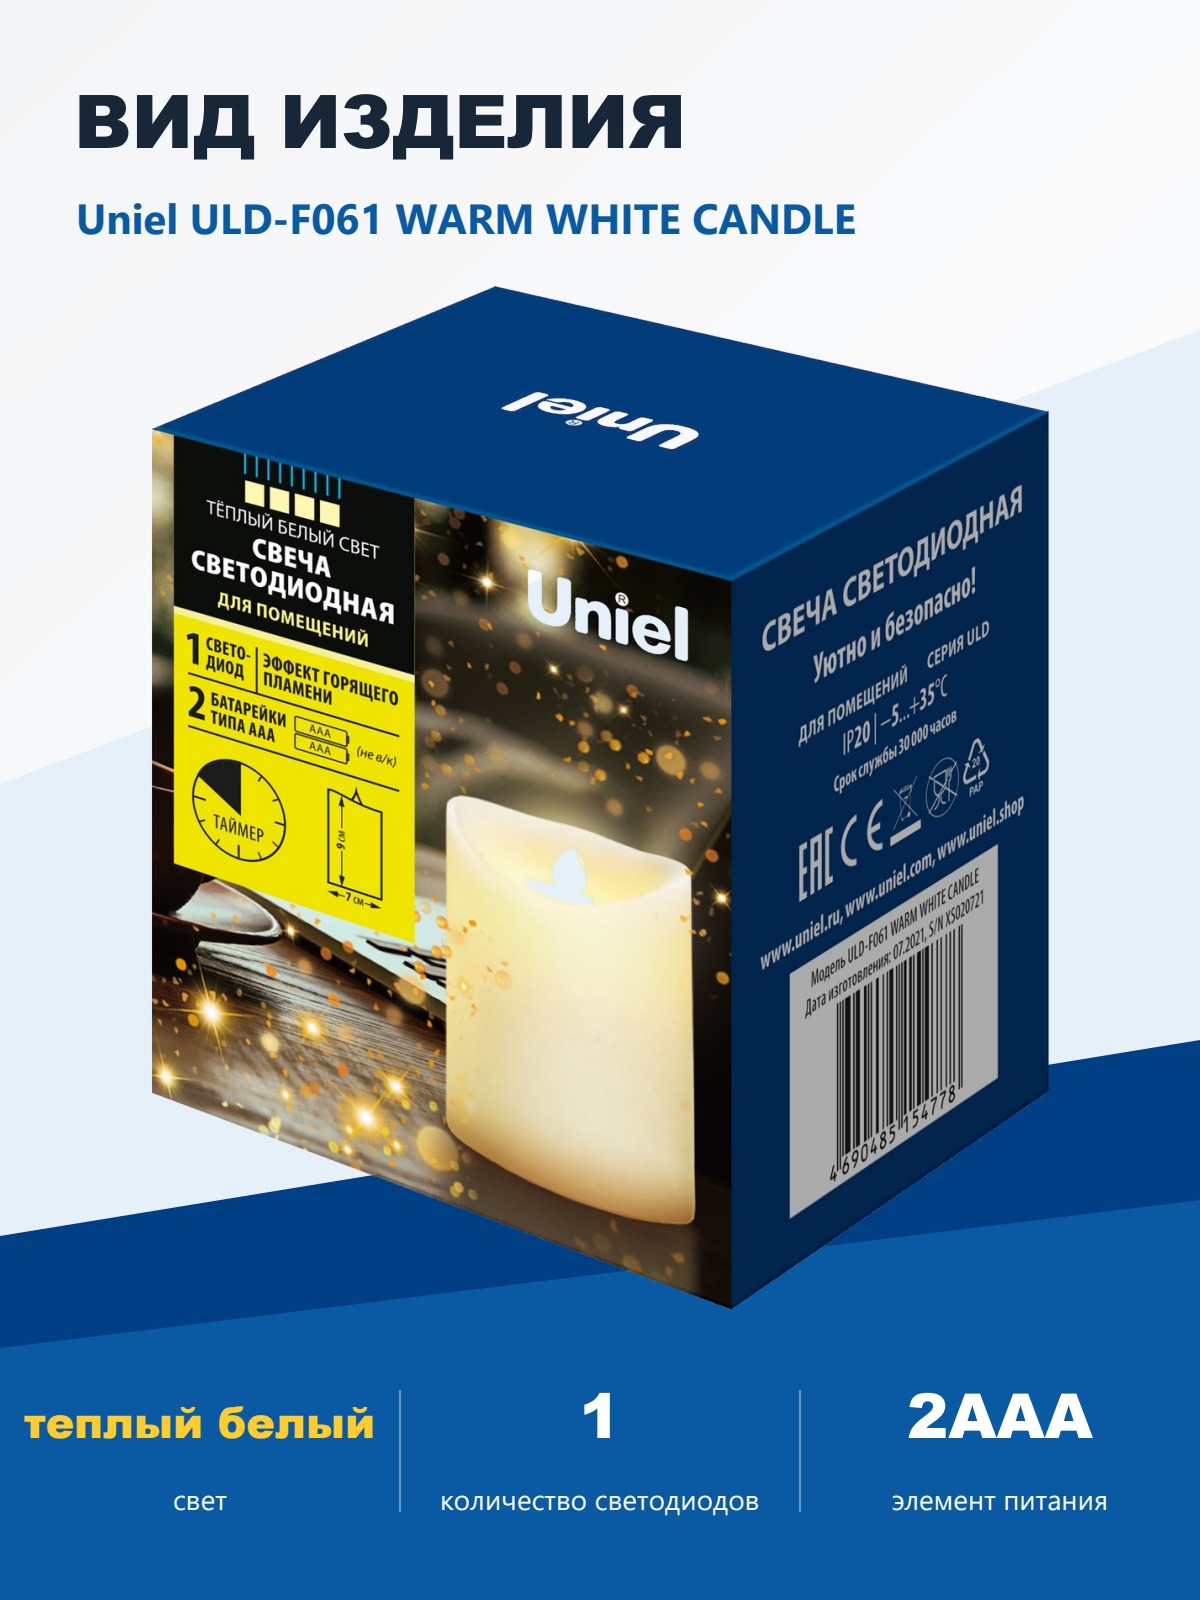 ВИД ИЗДЕЛИЯ
Uniel ULD-F061 WARM WHITE CANDLE
Uniel
®
ТЁПЛЫЙ БЕЛЫЙ СВЕТ
СВЕЧА
СВЕТОДИОДНАЯ
ДЛЯ ПОМЕЩЕНИЙ
1 СВЕТО-
ДИОД
ЭФФЕКТ ГОРЯЩЕГО
ПЛАМЕНИ
2 БАТАРЕЙКИ
ТИПА ААА
AAA
AAA
(не в/к)
ТАЙМЕР
9 см
7 см
Uniel
®
СВЕЧА СВЕТОДИОДНАЯ
Уютно и безопасно!
ДЛЯ ПОМЕЩЕНИЙ СЕРИЯ ULD
IP20 | –5...+35°C
Срок службы 30 000 часов
EAC CE
20
PAP
www.uniel.ru, www.uniel.com, www.uniel.shop
Модель ULD-F061 WARM WHITE CANDLE
Дата изготовления: 07.2021, S/N XS020721
4 690485 154778
теплый белый
свет
1
количество светодиодов
2AAA
элемент питания